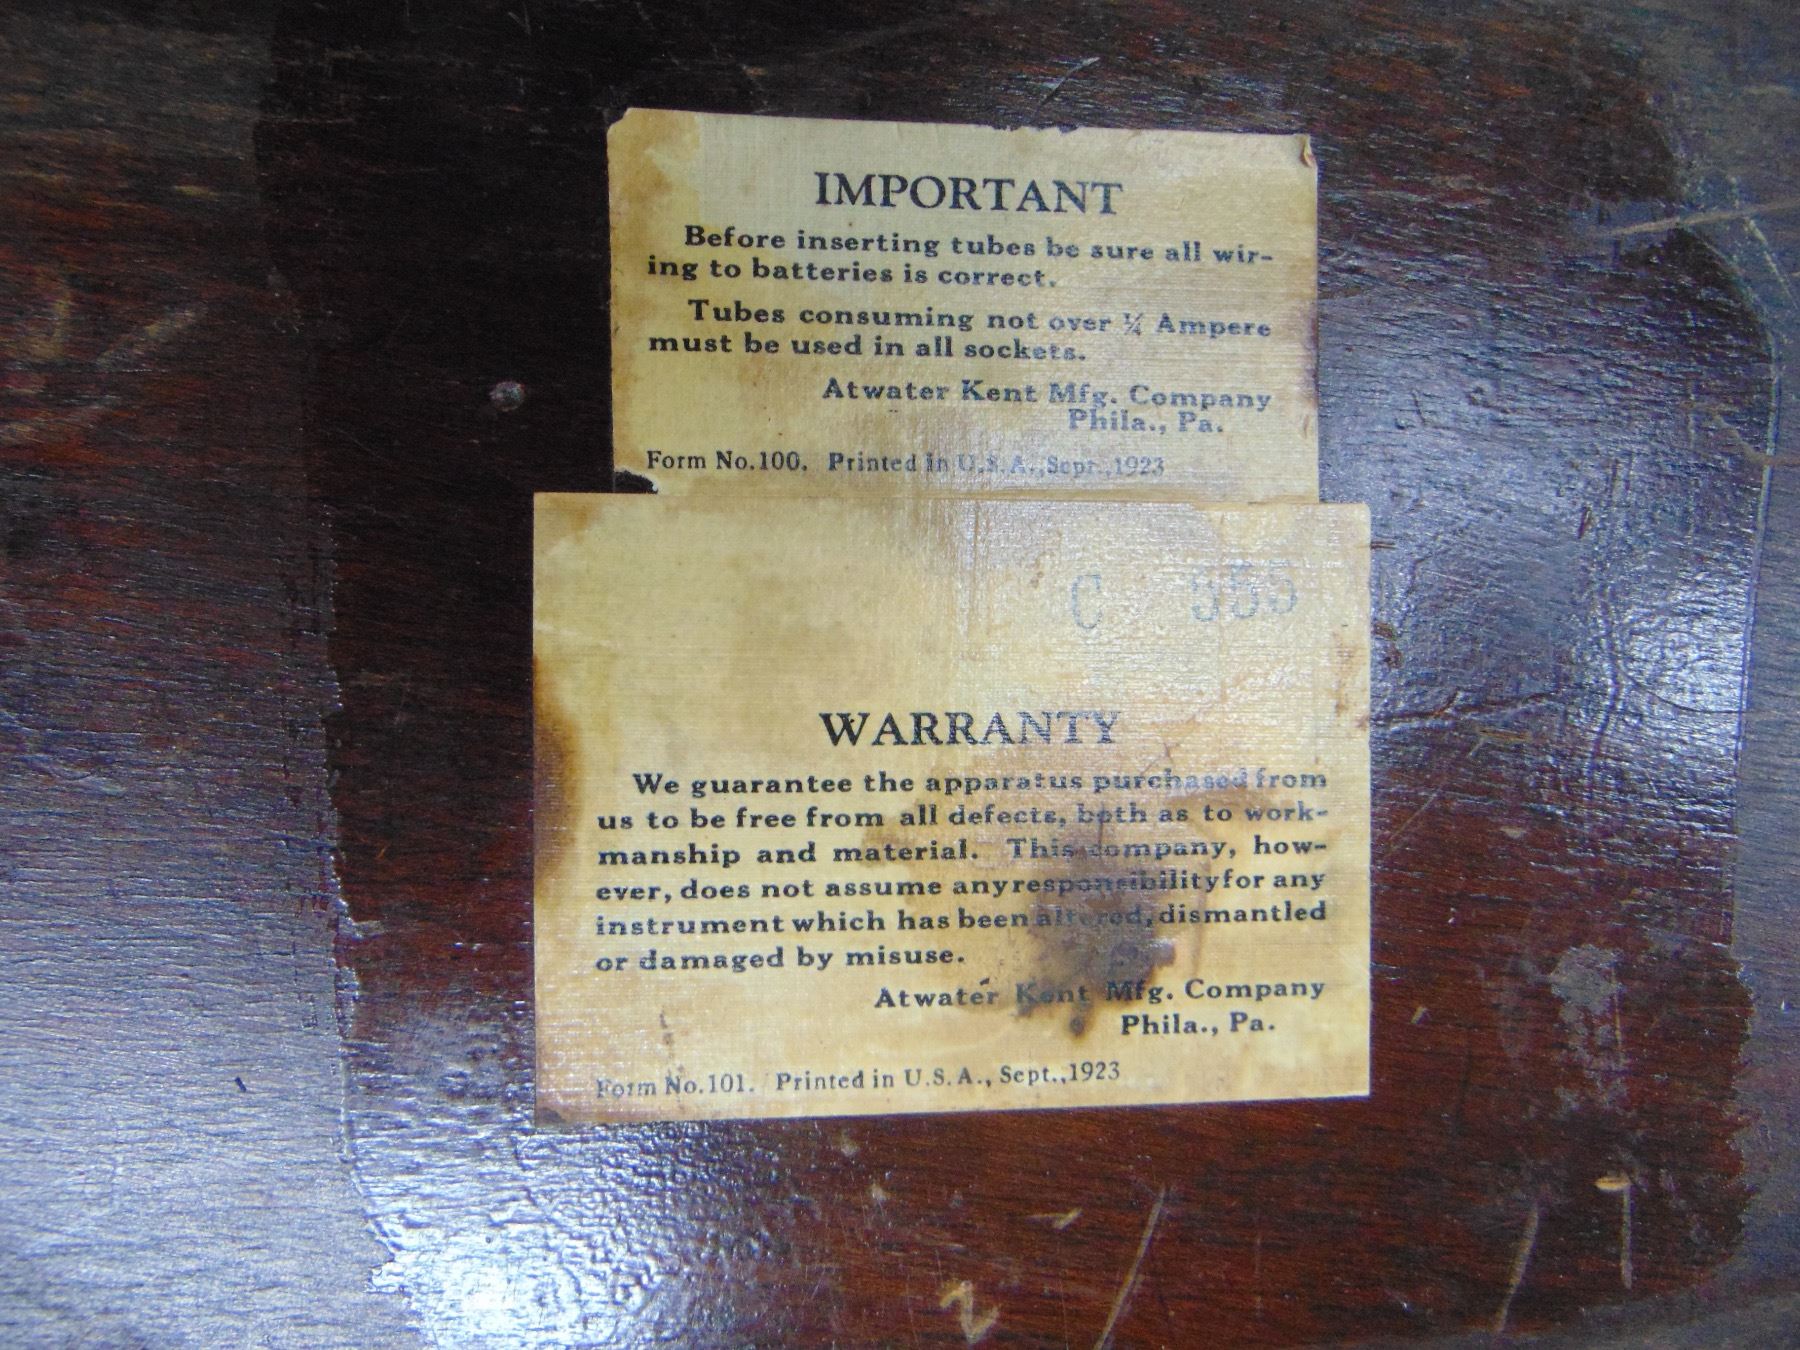 IMPORTANT
Before inserting tubes be sure all wir-
ing to batteries is correct.
Tubes consuming not over ¼ Ampere
must be used in all sockets.
Atwater Kent Mfg. Company
Phila., Pa.
Form No.100. Printed in U.S.A.,Sept.,1923
C 555
WARRANTY
We guarantee the apparatus purchased from
us to be free from all defects, both as to work-
manship and material. This company, how-
ever, does not assume any responsibility for any
instrument which has been altered, dismantled
or damaged by misuse.
Atwater Kent Mfg. Company
Phila., Pa.
Form No.101. Printed in U.S.A., Sept.,1923